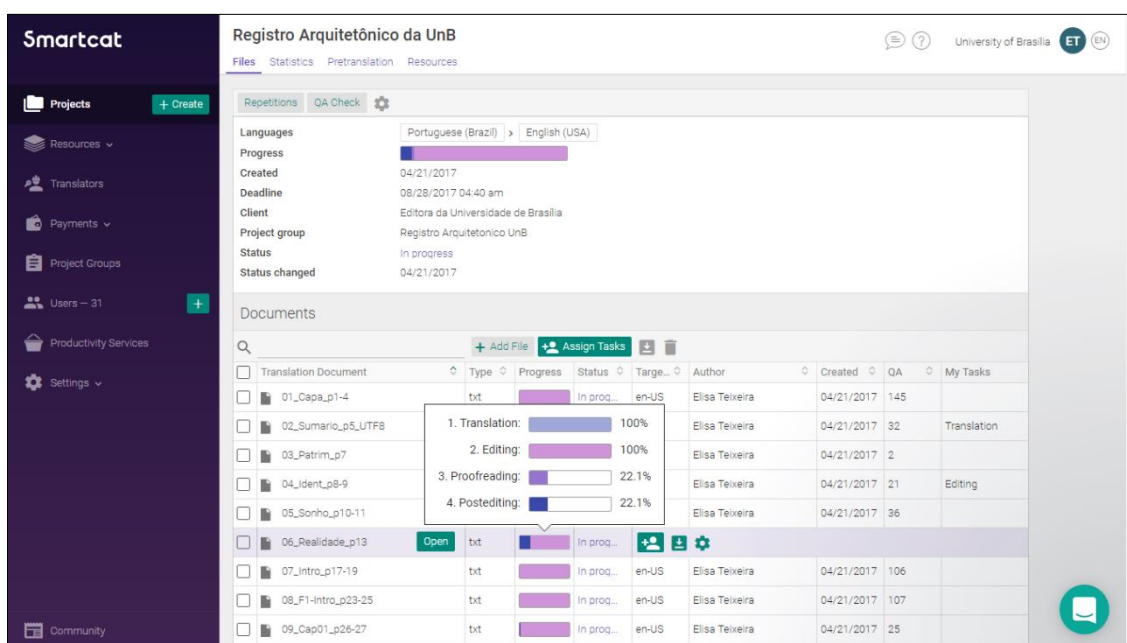 Smartcat
Registro Arquitetônico da UnB
University of Brasilia ET EN
Files Statistics Pretranslation Resources
Projects + Create
Resources
Translators
Payments
Project Groups
Users — 31 +
Productivity Services
Settings
Community
Repetitions QA Check
Languages Portuguese (Brazil) > English (USA)
Progress
Created 04/21/2017
Deadline 08/28/2017 04:40 am
Client Editora da Universidade de Brasília
Project group Registro Arquitetonico UnB
Status In progress
Status changed 04/21/2017
Documents
+ Add File Assign Tasks
Translation Document Type Progress Status Targe... Author Created QA My Tasks
01_Capa_p1-4 txt In prog... en-US Elisa Teixeira 04/21/2017 145
02_Sumario_p5_UTF8 Elisa Teixeira 04/21/2017 32 Translation
03_Patrim_p7 Elisa Teixeira 04/21/2017 2
04_Ident_p8-9 Elisa Teixeira 04/21/2017 21 Editing
05_Sonho_p10-11 Elisa Teixeira 04/21/2017 36
1. Translation: 100%
2. Editing: 100%
3. Proofreading: 22.1%
4. Postediting: 22.1%
06_Realidade_p13 Open txt In prog...
07_Intro_p17-19 txt In prog... en-US Elisa Teixeira 04/21/2017 106
08_F1-Intro_p23-25 txt In prog... en-US Elisa Teixeira 04/21/2017 107
09_Cap01_p26-27 txt In prog... en-US Elisa Teixeira 04/21/2017 25